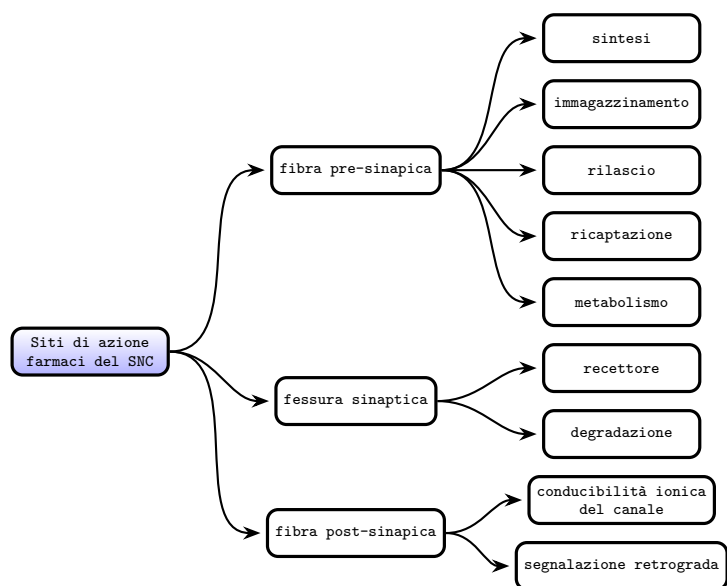 Siti di azione
farmaci del SNC
fibra pre-sinapica
sintesi
immagazzinamento
rilascio
ricaptazione
metabolismo
fessura sinaptica
recettore
degradazione
fibra post-sinapica
conducibilità ionica
del canale
segnalazione retrograda